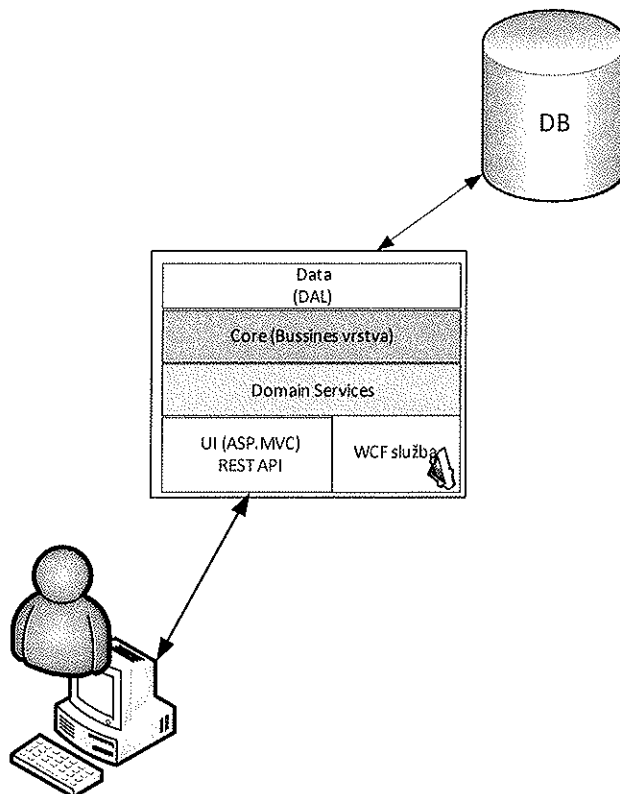 DB
Data
(DAL)
Core (Bussines vrstva)
Domain Services
UI (ASP.MVC)
REST API
WCF služba